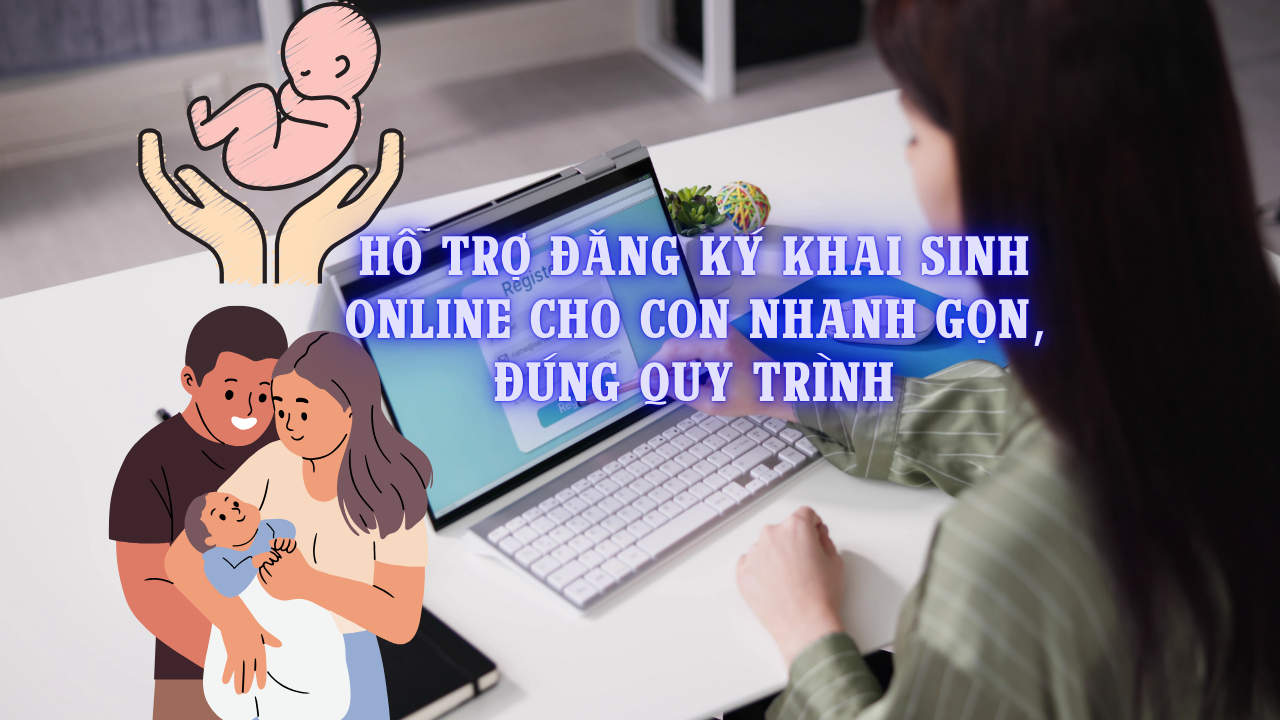 HỖ TRỢ ĐĂNG KÝ KHAI SINH
ONLINE CHO CON NHANH GỌN,
ĐÚNG QUY TRÌNH